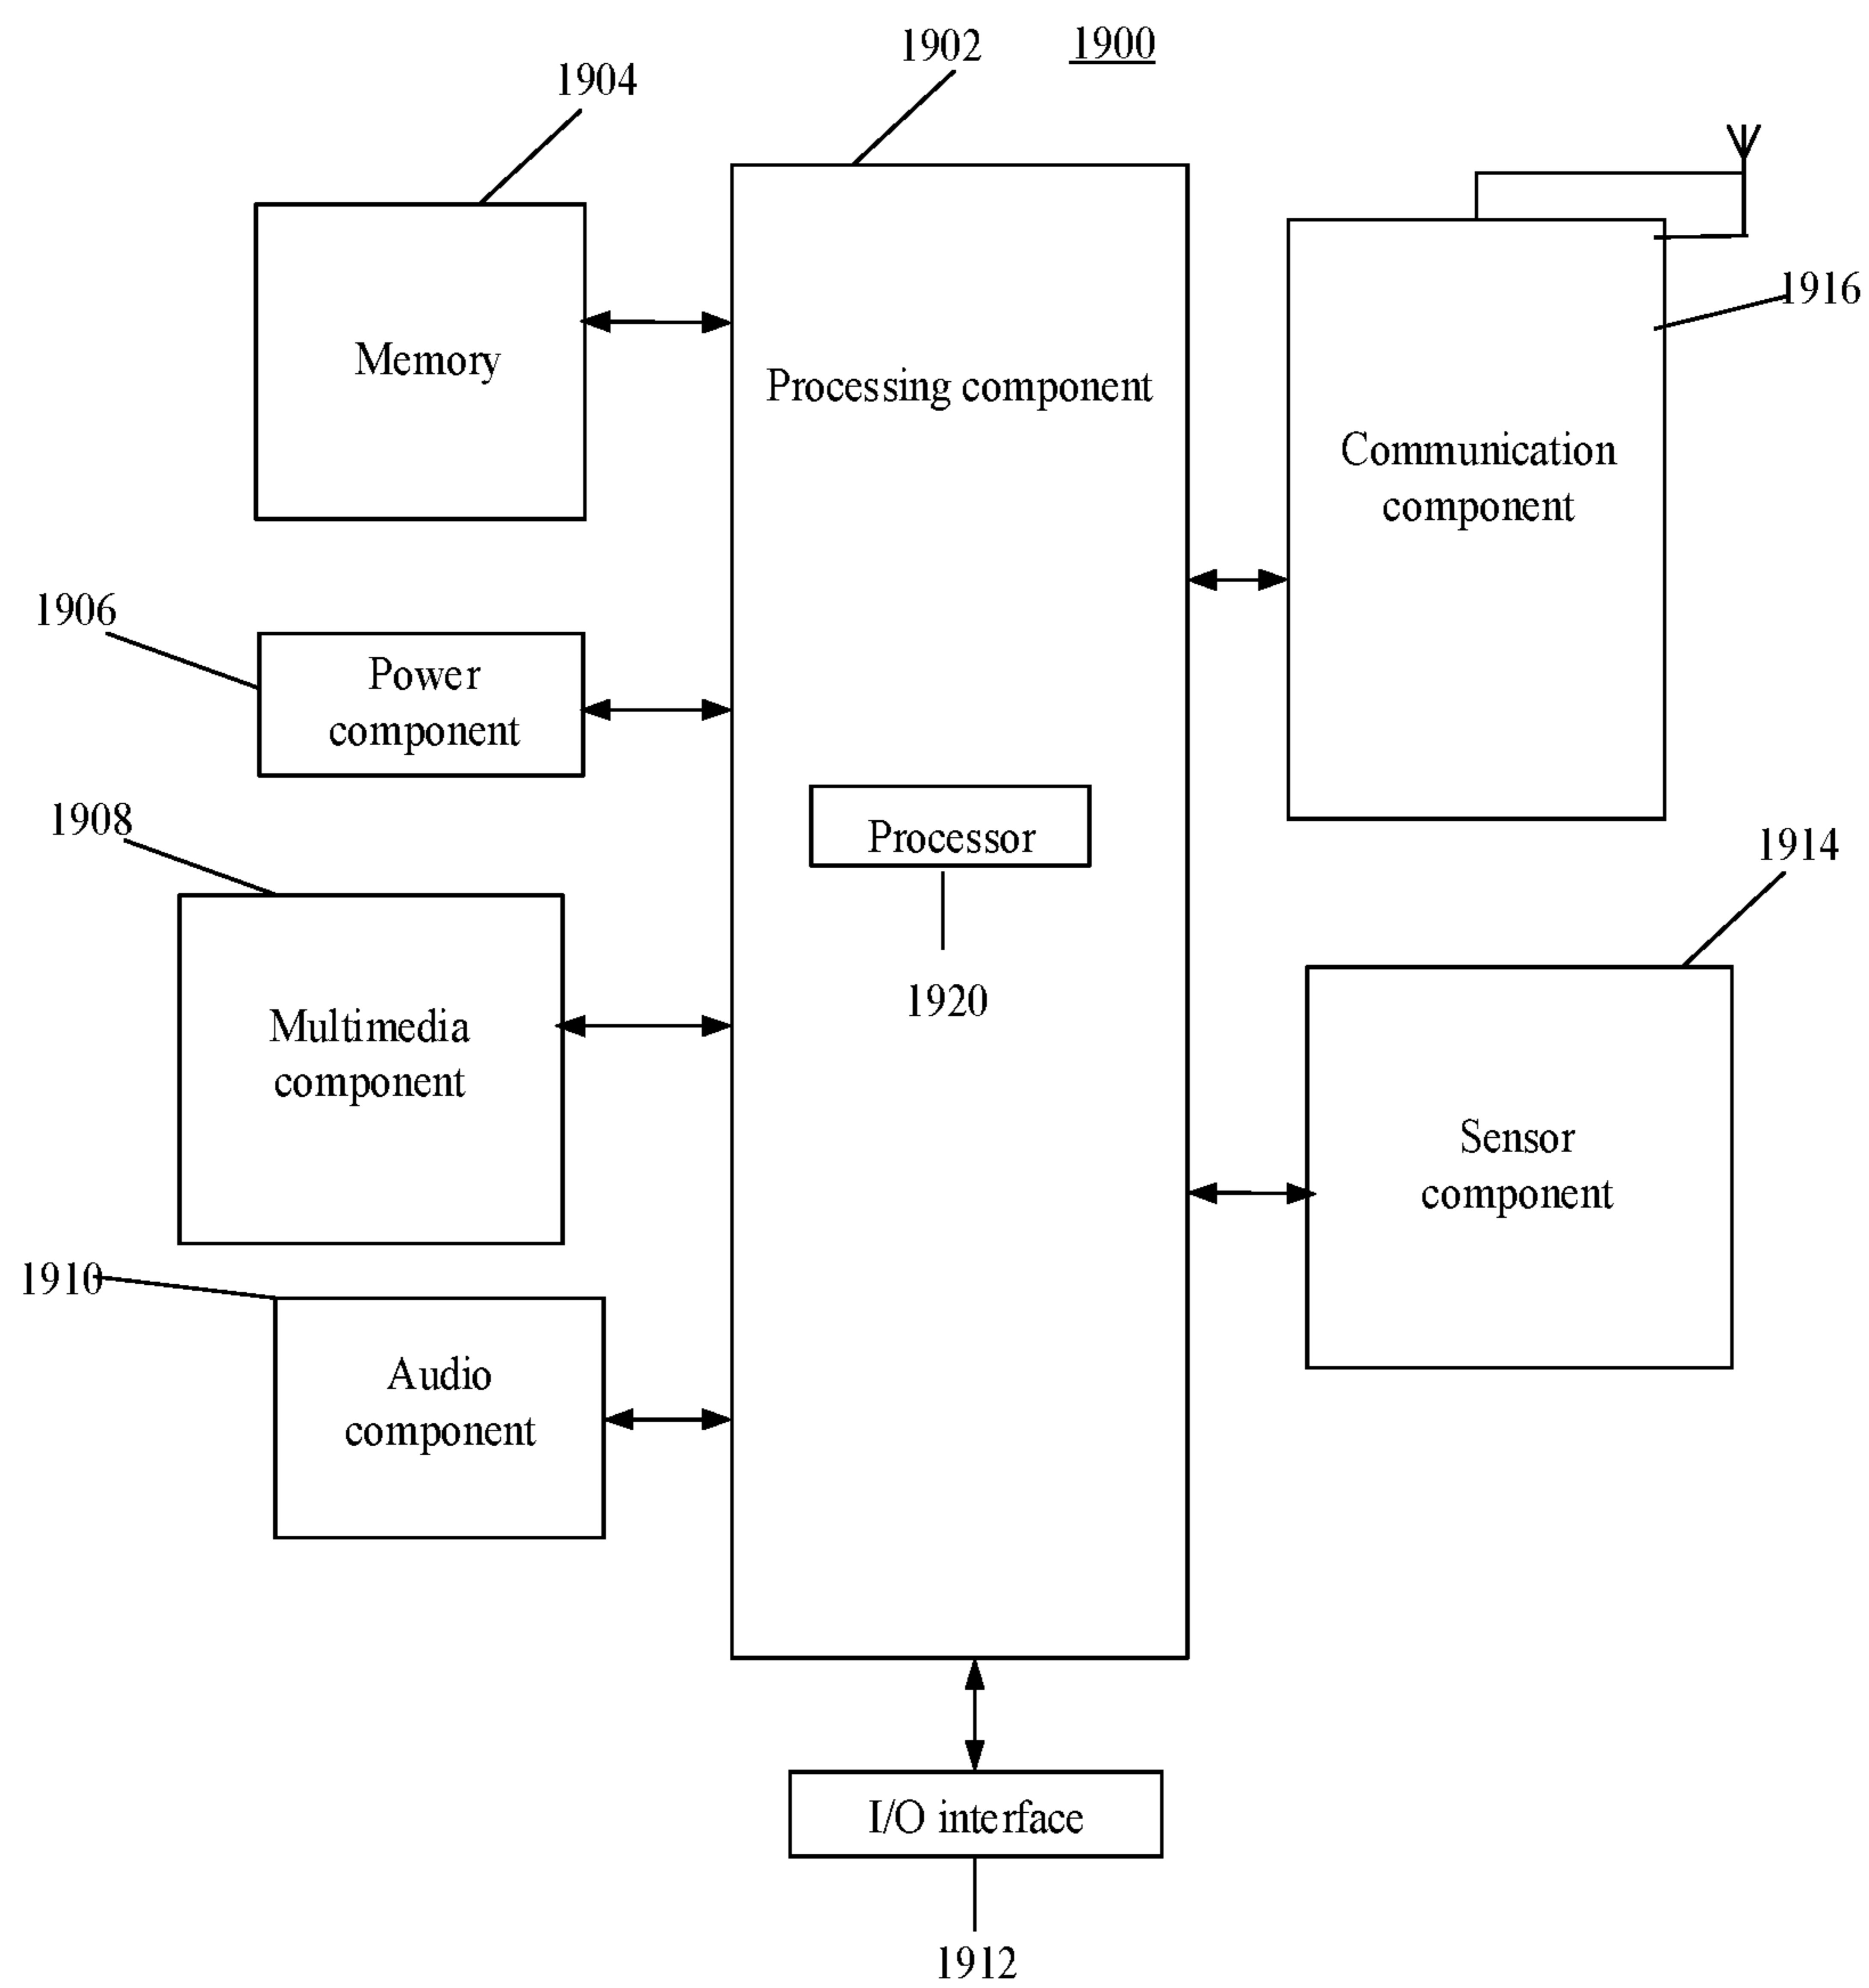 1902
1900
1904
Memory
Processing component
1916
Communication
component
1906
Power
component
1908
Processor
1920
1914
Multimedia
component
Sensor
component
1910
Audio
component
I/O interface
1912